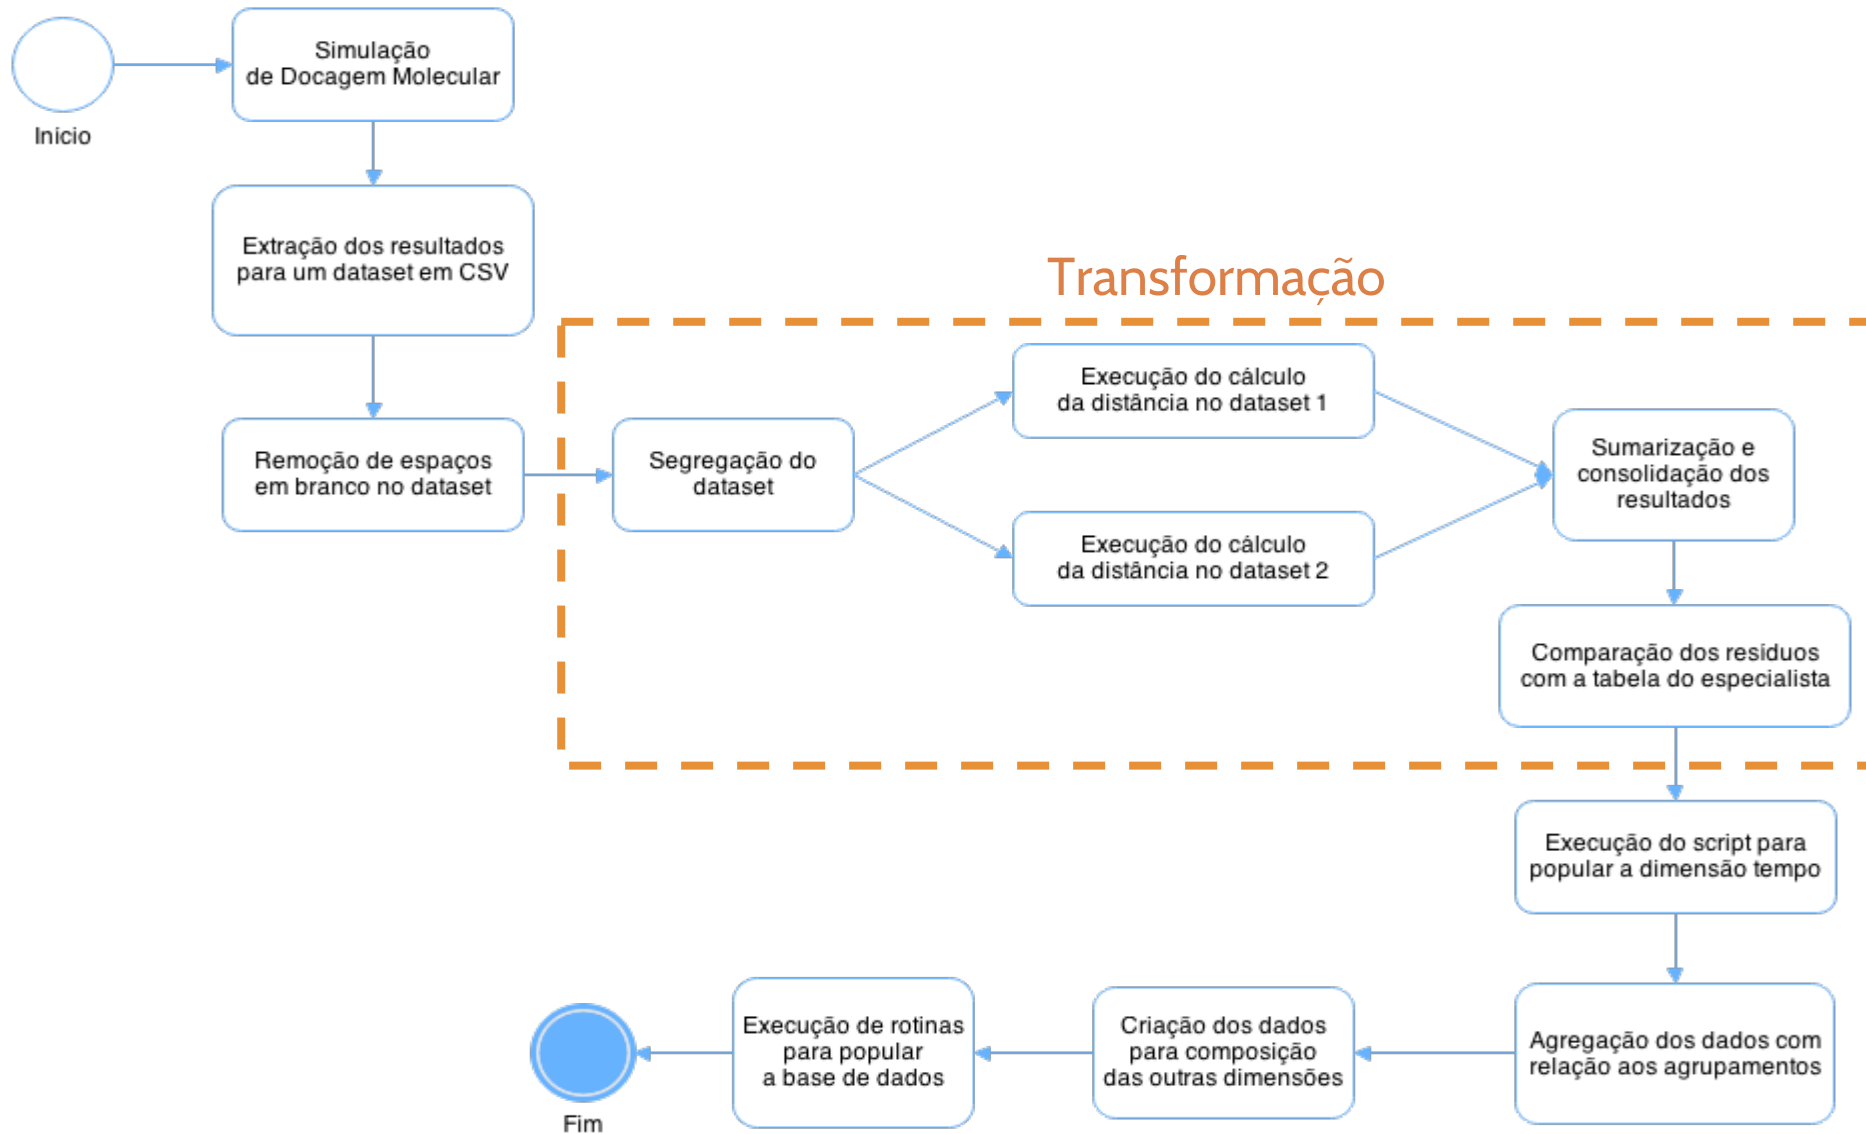 Simulação
de Docagem Molecular
Início
Extração dos resultados
para um dataset em CSV
Transformação
Remoção de espaços
em branco no dataset
Segregação do
dataset
Execução do cálculo
da distância no dataset 1
Execução do cálculo
da distância no dataset 2
Sumarização e
consolidação dos
resultados
Comparação dos resíduos
com a tabela do especialista
Execução do script para
popular a dimensão tempo
Agregação dos dados com
relação aos agrupamentos
Criação dos dados
para composição
das outras dimensões
Execução de rotinas
para popular
a base de dados
Fim